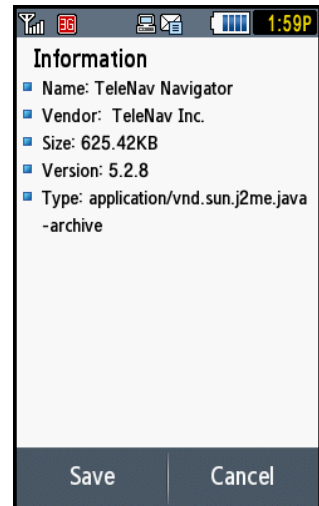 3G 1:59P
Information
Name: TeleNav Navigator
Vendor: TeleNav Inc.
Size: 625.42KB
Version: 5.2.8
Type: application/vnd.sun.j2me.java
-archive
Save Cancel